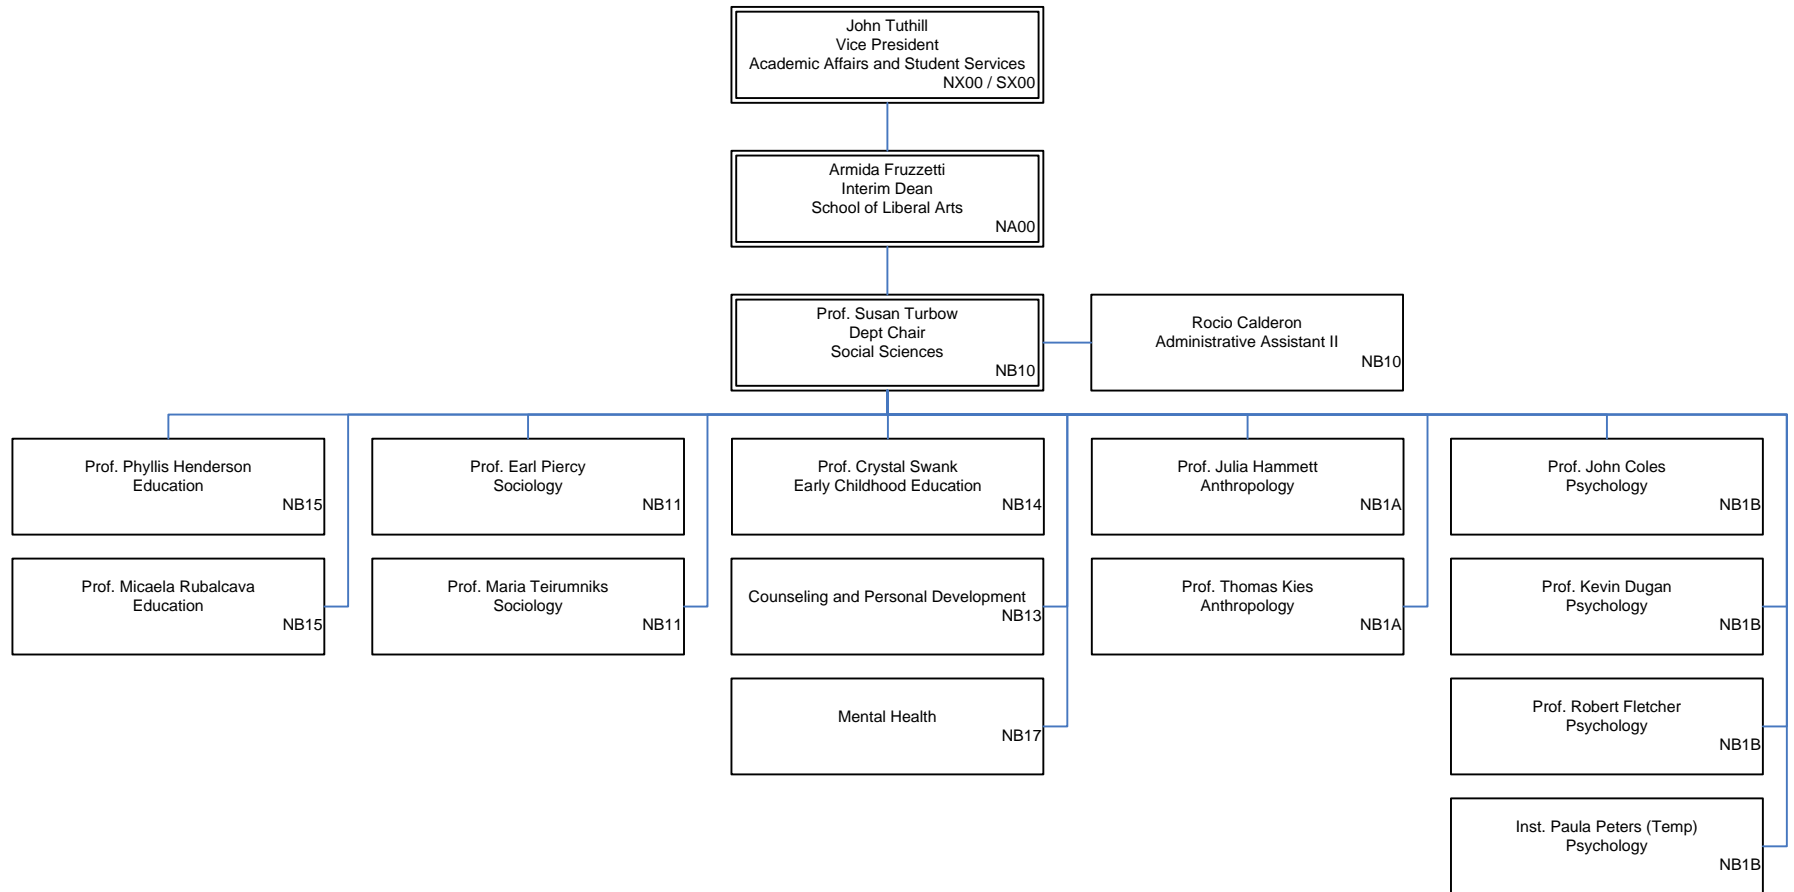 John Tuthill
Vice President
Academic Affairs and Student Services
NX00 / SX00
Armida Fruzzetti
Interim Dean
School of Liberal Arts
NA00
Prof. Susan Turbow
Dept Chair
Social Sciences
NB10
Rocio Calderon
Administrative Assistant II
NB10
Prof. Phyllis Henderson
Education
NB15
Prof. Earl Piercy
Sociology
NB11
Prof. Crystal Swank
Early Childhood Education
NB14
Prof. Julia Hammett
Anthropology
NB1A
Prof. John Coles
Psychology
NB1B
Prof. Micaela Rubalcava
Education
NB15
Prof. Maria Teirumniks
Sociology
NB11
Counseling and Personal Development
NB13
Prof. Thomas Kies
Anthropology
NB1A
Prof. Kevin Dugan
Psychology
NB1B
Mental Health
NB17
Prof. Robert Fletcher
Psychology
NB1B
Inst. Paula Peters (Temp)
Psychology
NB1B